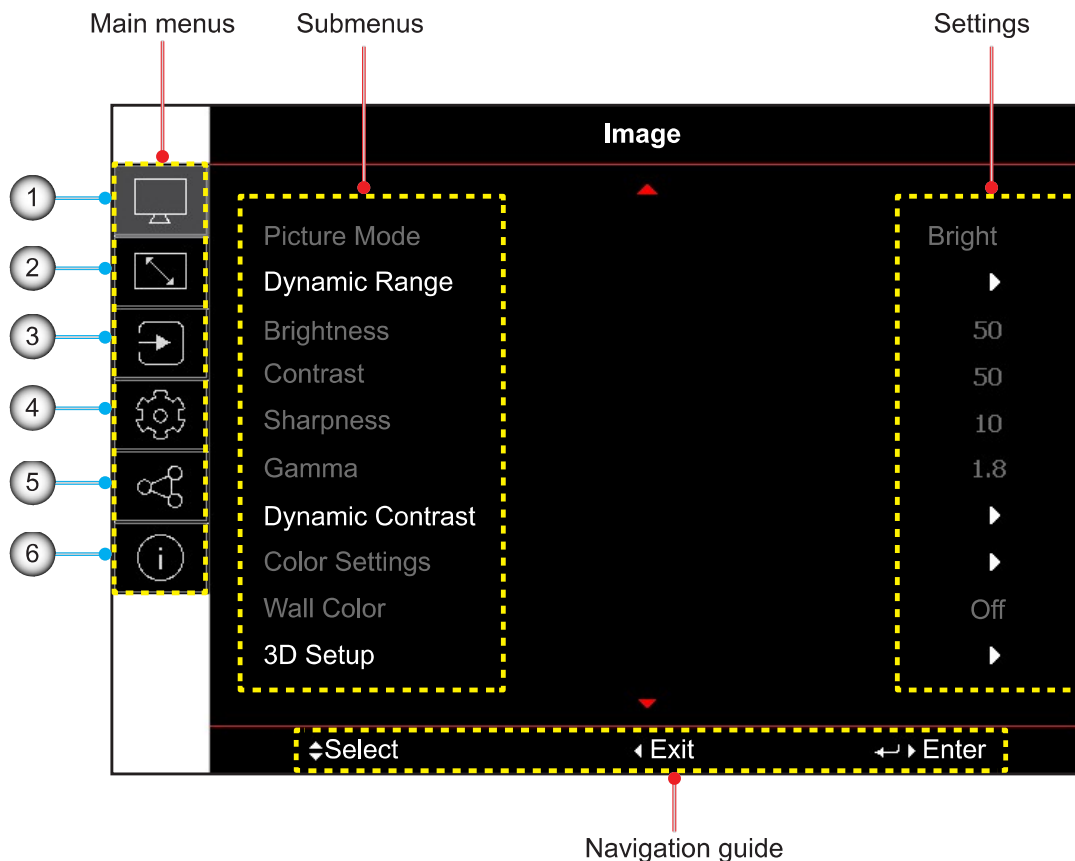 Main menus Submenus Settings
Image
1
2
3
4
5
6
Picture Mode Bright
Dynamic Range
Brightness 50
Contrast 50
Sharpness 10
Gamma 1.8
Dynamic Contrast
Color Settings
Wall Color Off
3D Setup
Select Exit Enter
Navigation guide